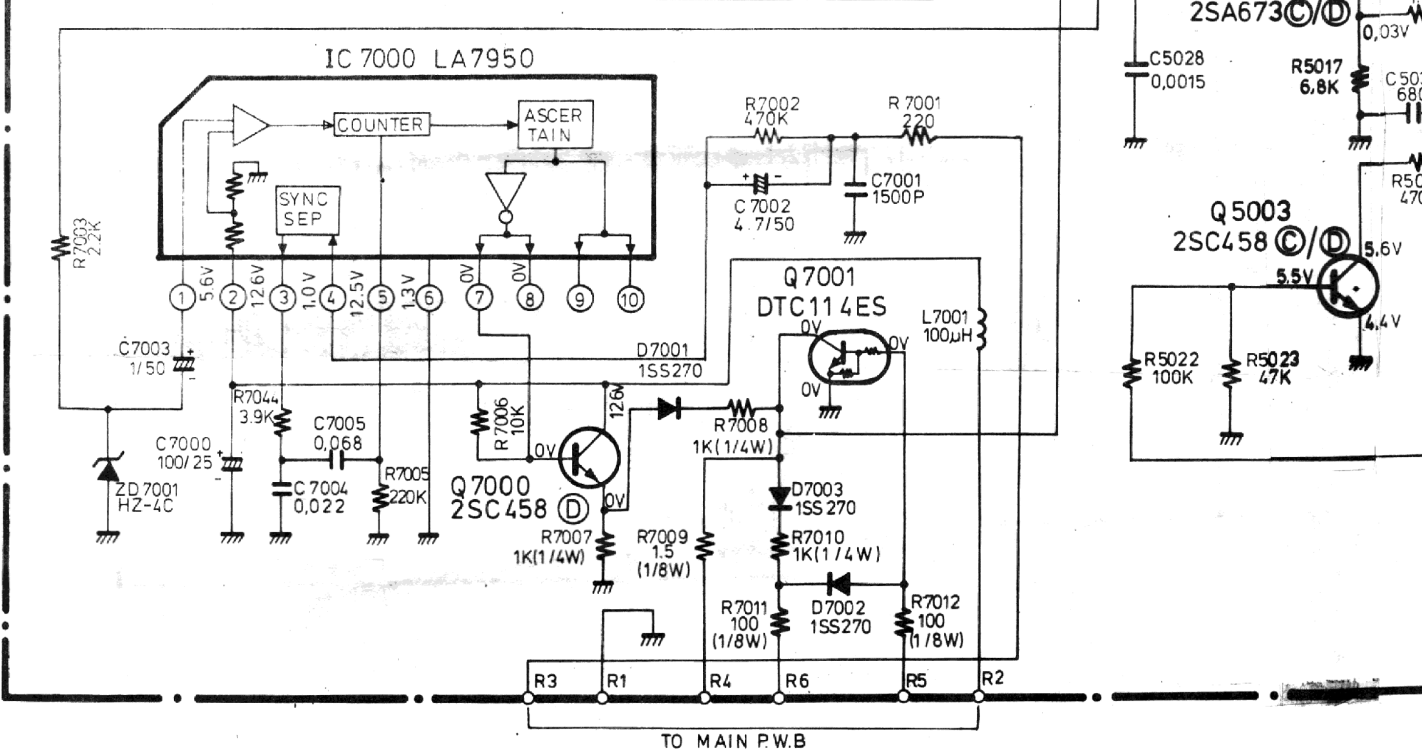 IC 7000 LA7950
COUNTER
ASCER
TAIN
SYNC
SEP
1
2
3
4
5
6
7
8
9
10
5.6V
12.6V
1.0V
12.5V
1.3V
0V
0V
R7003
2.2K
C7003
1/50
+
-
ZD7001
HZ-4C
C7000
100/25
+
-
R7044
3.9K
C7005
0,068
C7004
0,022
R7005
220K
R7006
10K
12.6V
0V
Q7000
2SC458 D
0V
R7007
1K(1/4W)
R7002
470K
R7001
220
+
-
C7002
4.7/50
C7001
1500P
D7001
1SS270
R7008
1K(1/4W)
Q7001
DTC114ES
0V
0V
0V
L7001
100µH
D7003
1SS270
R7009
1.5
(1/8W)
R7010
1K(1/4W)
R7011
100
(1/8W)
D7002
1SS270
R7012
100
(1/8W)
R3
R1
R4
R6
R5
R2
TO MAIN P.W.B
2SA673 C/D
0,03V
C5028
0,0015
R5017
6.8K
Q5003
2SC458 C/D
5.6V
5.5V
4.4V
R5022
100K
R5023
47K